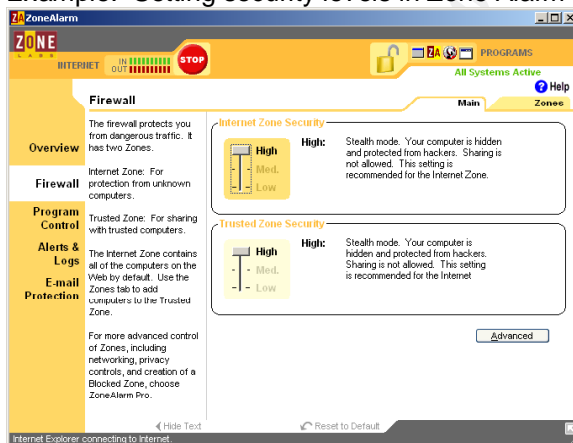 Example: Setting security levels in Zone Alarm
ZA ZoneAlarm
ZONE
LABS
INTERNET
IN
OUT
STOP
ZA
PROGRAMS
All Systems Active
Help
Firewall
Main
Zones
Overview
Firewall
Program
Control
Alerts &
Logs
E-mail
Protection
The firewall protects you
from dangerous traffic. It
has two Zones.
Internet Zone: For
protection from unknown
computers.
Trusted Zone: For sharing
with trusted computers.
The Internet Zone contains
all of the computers on the
Web by default. Use the
Zones tab to add
computers to the Trusted
Zone.
For more advanced control
of Zones, including
networking, privacy
controls, and creation of a
Blocked Zone, choose
ZoneAlarm Pro.
Internet Zone Security
High
Med.
Low
High:
Stealth mode. Your computer is hidden
and protected from hackers. Sharing is
not allowed. This setting is
recommended for the Internet Zone.
Trusted Zone Security
High
Med.
Low
High:
Stealth mode. Your computer is
hidden and protected from hackers.
Sharing is not allowed. This setting
is recommended for the Internet
Advanced
Hide Text
Reset to Default
Internet Explorer connecting to Internet.